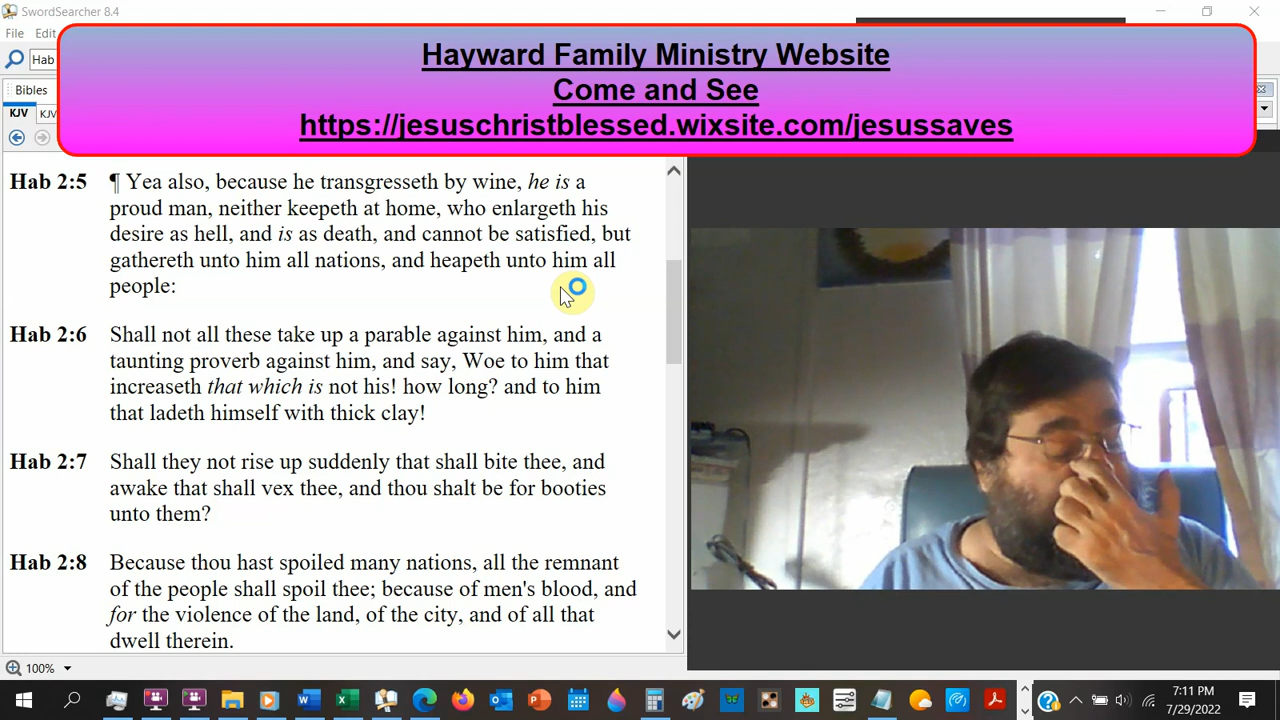 SwordSearcher 8.4
File Edit
Hayward Family Ministry Website
Come and See
https://jesuschristblessed.wixsite.com/jesussaves
Hab
Bibles
KJV KJV
Hab 2:5 ¶ Yea also, because he transgresseth by wine, he is a
proud man, neither keepeth at home, who enlargeth his
desire as hell, and is as death, and cannot be satisfied, but
gathereth unto him all nations, and heapeth unto him all
people:
Hab 2:6 Shall not all these take up a parable against him, and a
taunting proverb against him, and say, Woe to him that
increaseth that which is not his! how long? and to him
that ladeth himself with thick clay!
Hab 2:7 Shall they not rise up suddenly that shall bite thee, and
awake that shall vex thee, and thou shalt be for booties
unto them?
Hab 2:8 Because thou hast spoiled many nations, all the remnant
of the people shall spoil thee; because of men's blood, and
for the violence of the land, of the city, and of all that
dwell therein.
100%
7:11 PM
7/29/2022